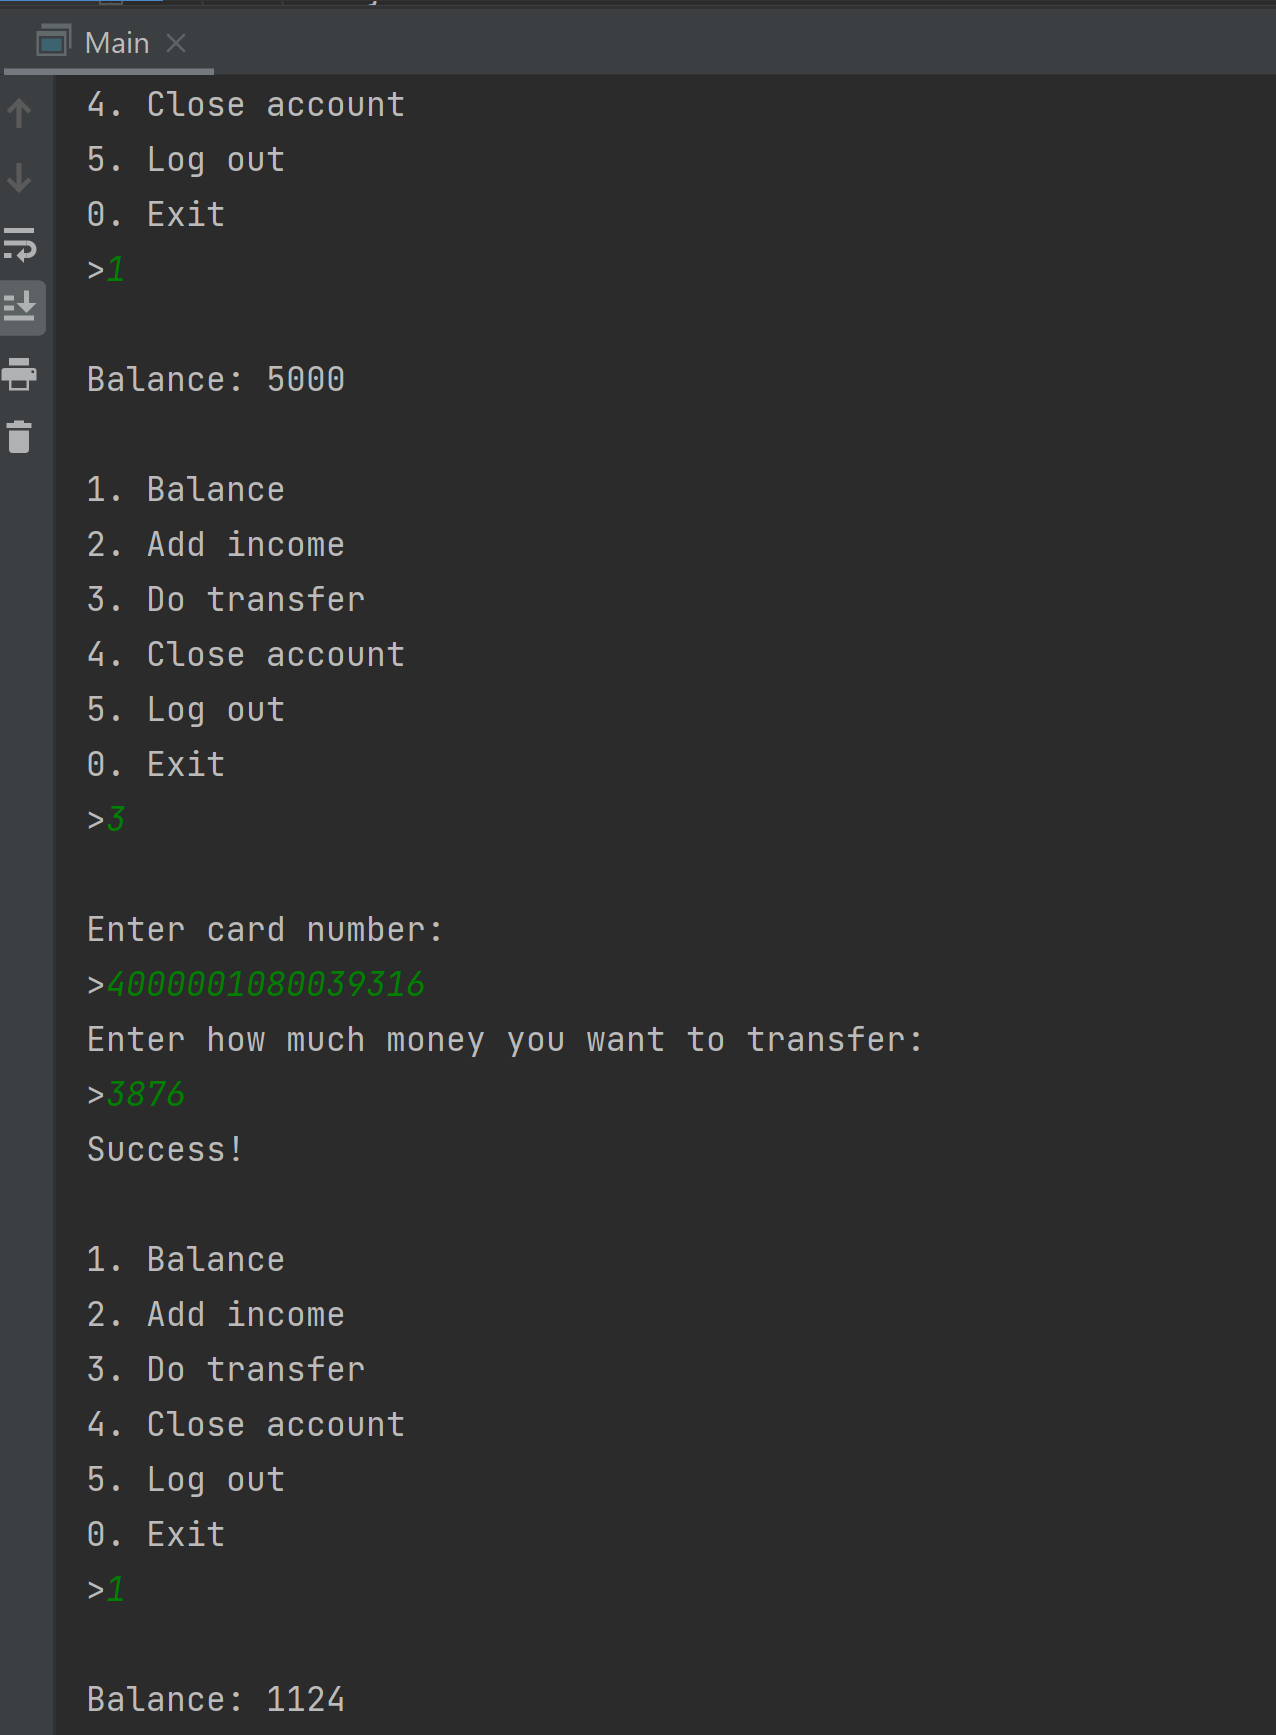 Main
4. Close account
5. Log out
0. Exit
>1
Balance: 5000
1. Balance
2. Add income
3. Do transfer
4. Close account
5. Log out
0. Exit
>3
Enter card number:
>4000001080039316
Enter how much money you want to transfer:
>3876
Success!
1. Balance
2. Add income
3. Do transfer
4. Close account
5. Log out
0. Exit
>1
Balance: 1124